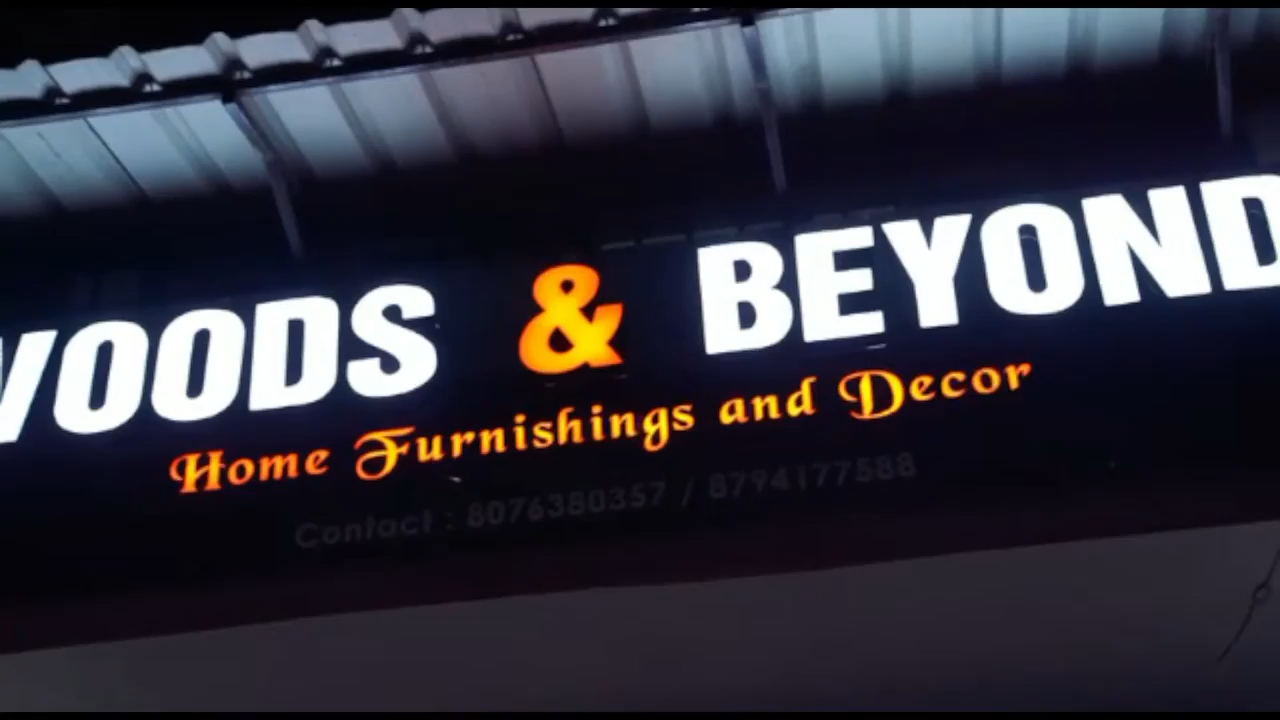 WOODS & BEYOND
Home Furnishings and Decor
Contact : 8076380357 / 8794177588